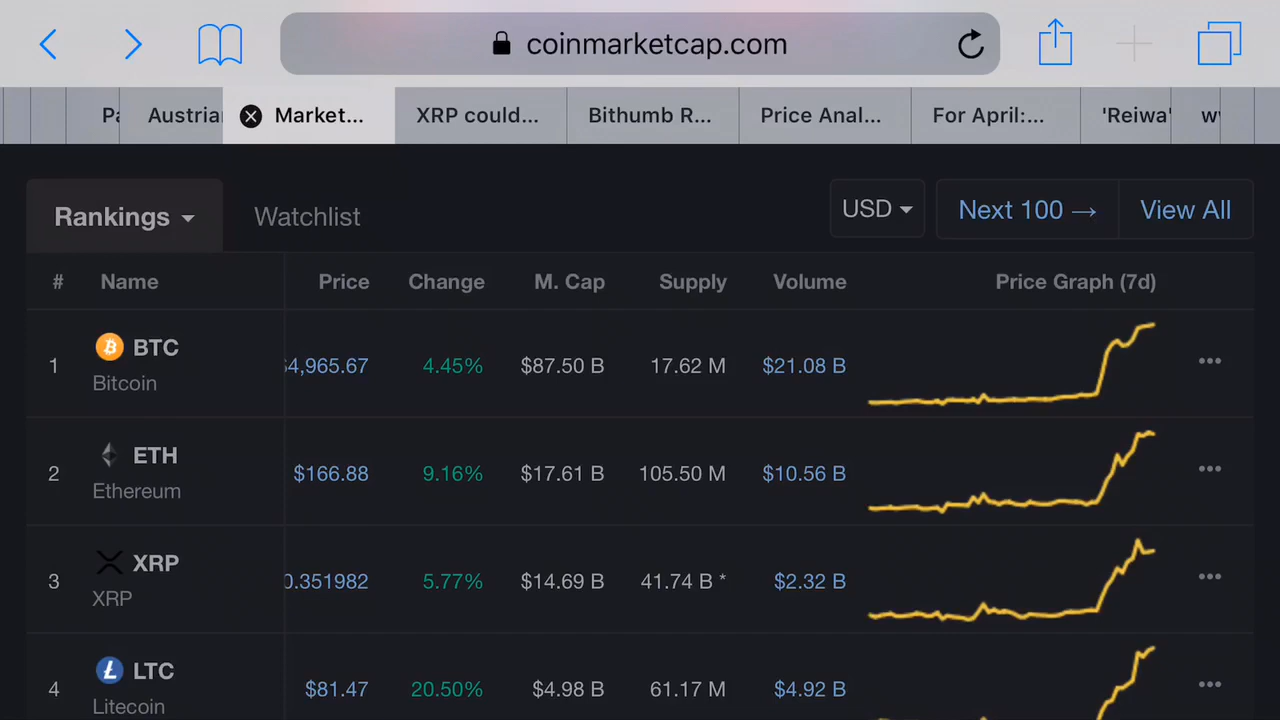 coinmarketcap.com
Pa Austria Market... XRP could... Bithumb R... Price Anal... For April:... 'Reiwa' w
Rankings Watchlist USD Next 100 → View All
# Name Price Change M. Cap Supply Volume Price Graph (7d)
1 BTC 4,965.67 4.45% $87.50 B 17.62 M $21.08 B
Bitcoin
2 ETH $166.88 9.16% $17.61 B 105.50 M $10.56 B
Ethereum
3 XRP 0.351982 5.77% $14.69 B 41.74 B * $2.32 B
XRP
4 LTC $81.47 20.50% $4.98 B 61.17 M $4.92 B
Litecoin